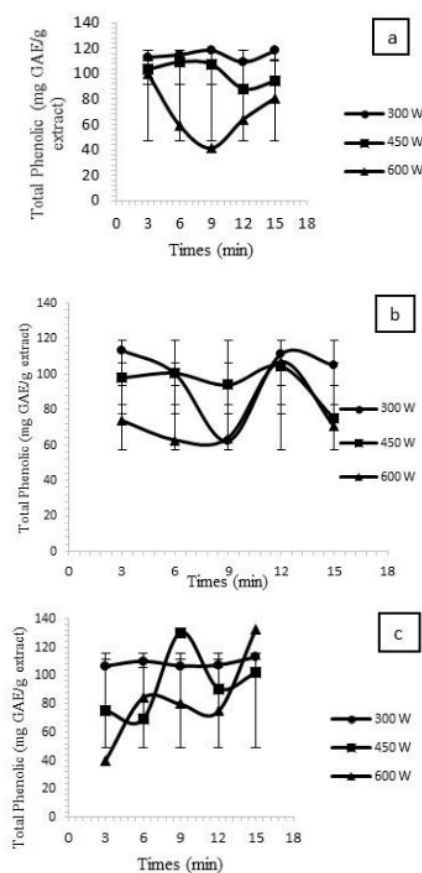 a
Total Phenolic (mg GAE/g
extract)
140
120
100
80
60
40
20
0
0 3 6 9 12 15 18
Times (min)
300 W
450 W
600 W
b
Total Phenolic (mg GAE/g extract)
140
120
100
80
60
40
20
0
0 3 6 9 12 15 18
Times (min)
300 W
450 W
600 W
c
Total Phenolic (mg GAE/g extract)
140
120
100
80
60
40
20
0
0 3 6 9 12 15 18
Times (min)
300 W
450 W
600 W